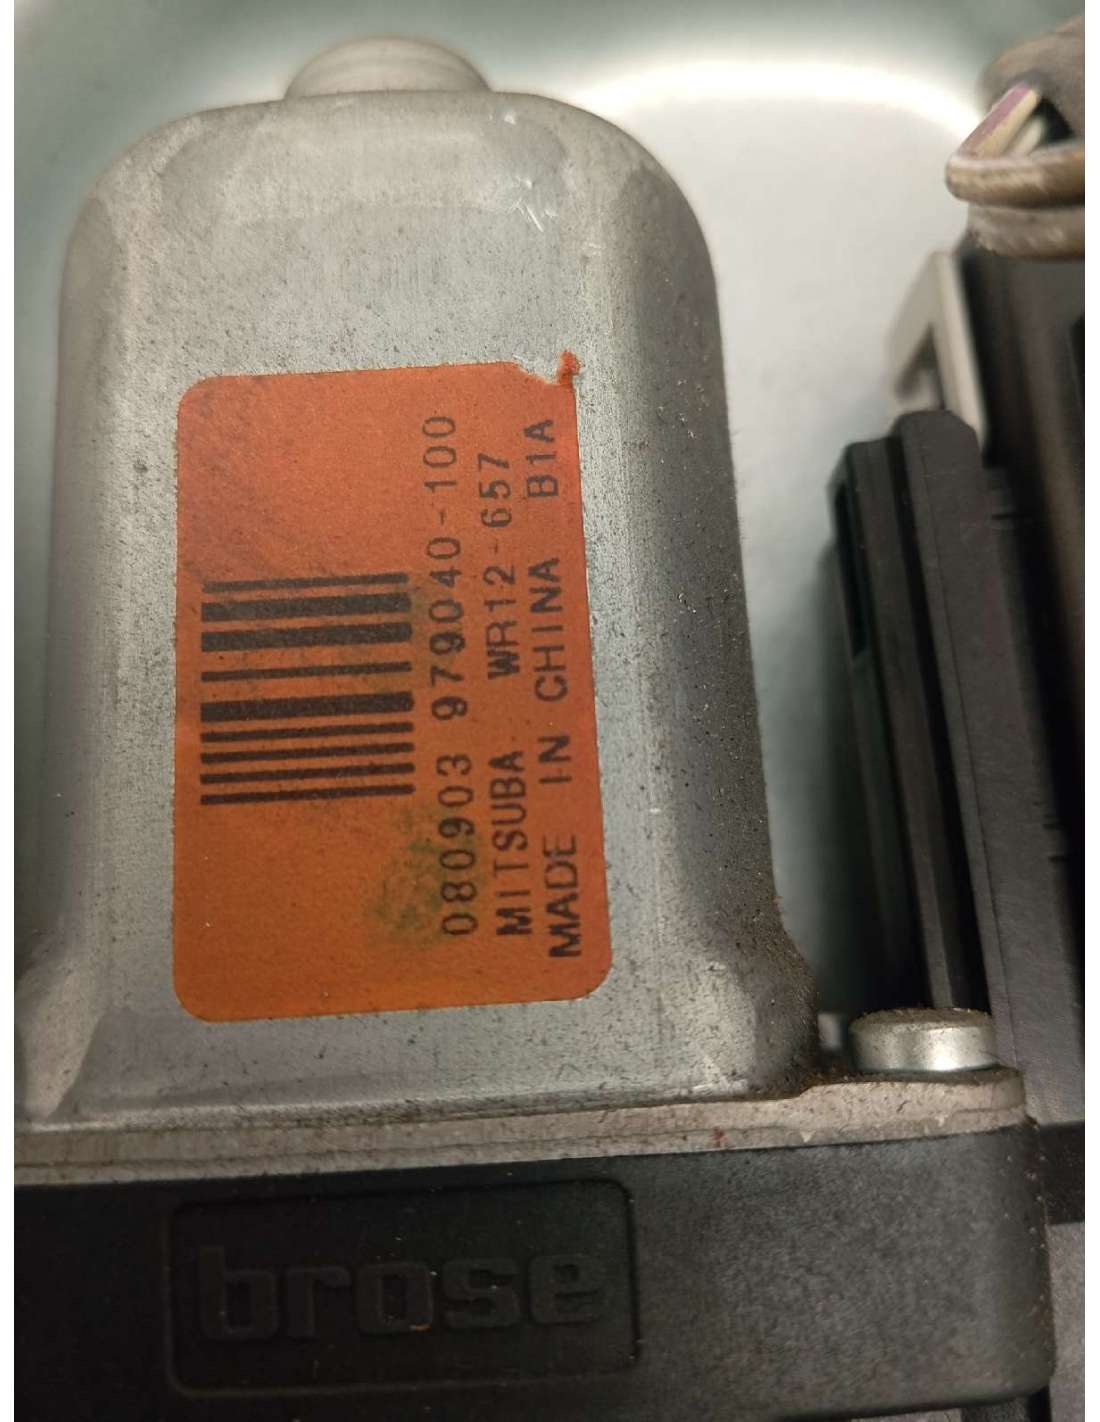 080903 979040-100
MITSUBA WR12-657
MADE IN CHINA B1A
brose